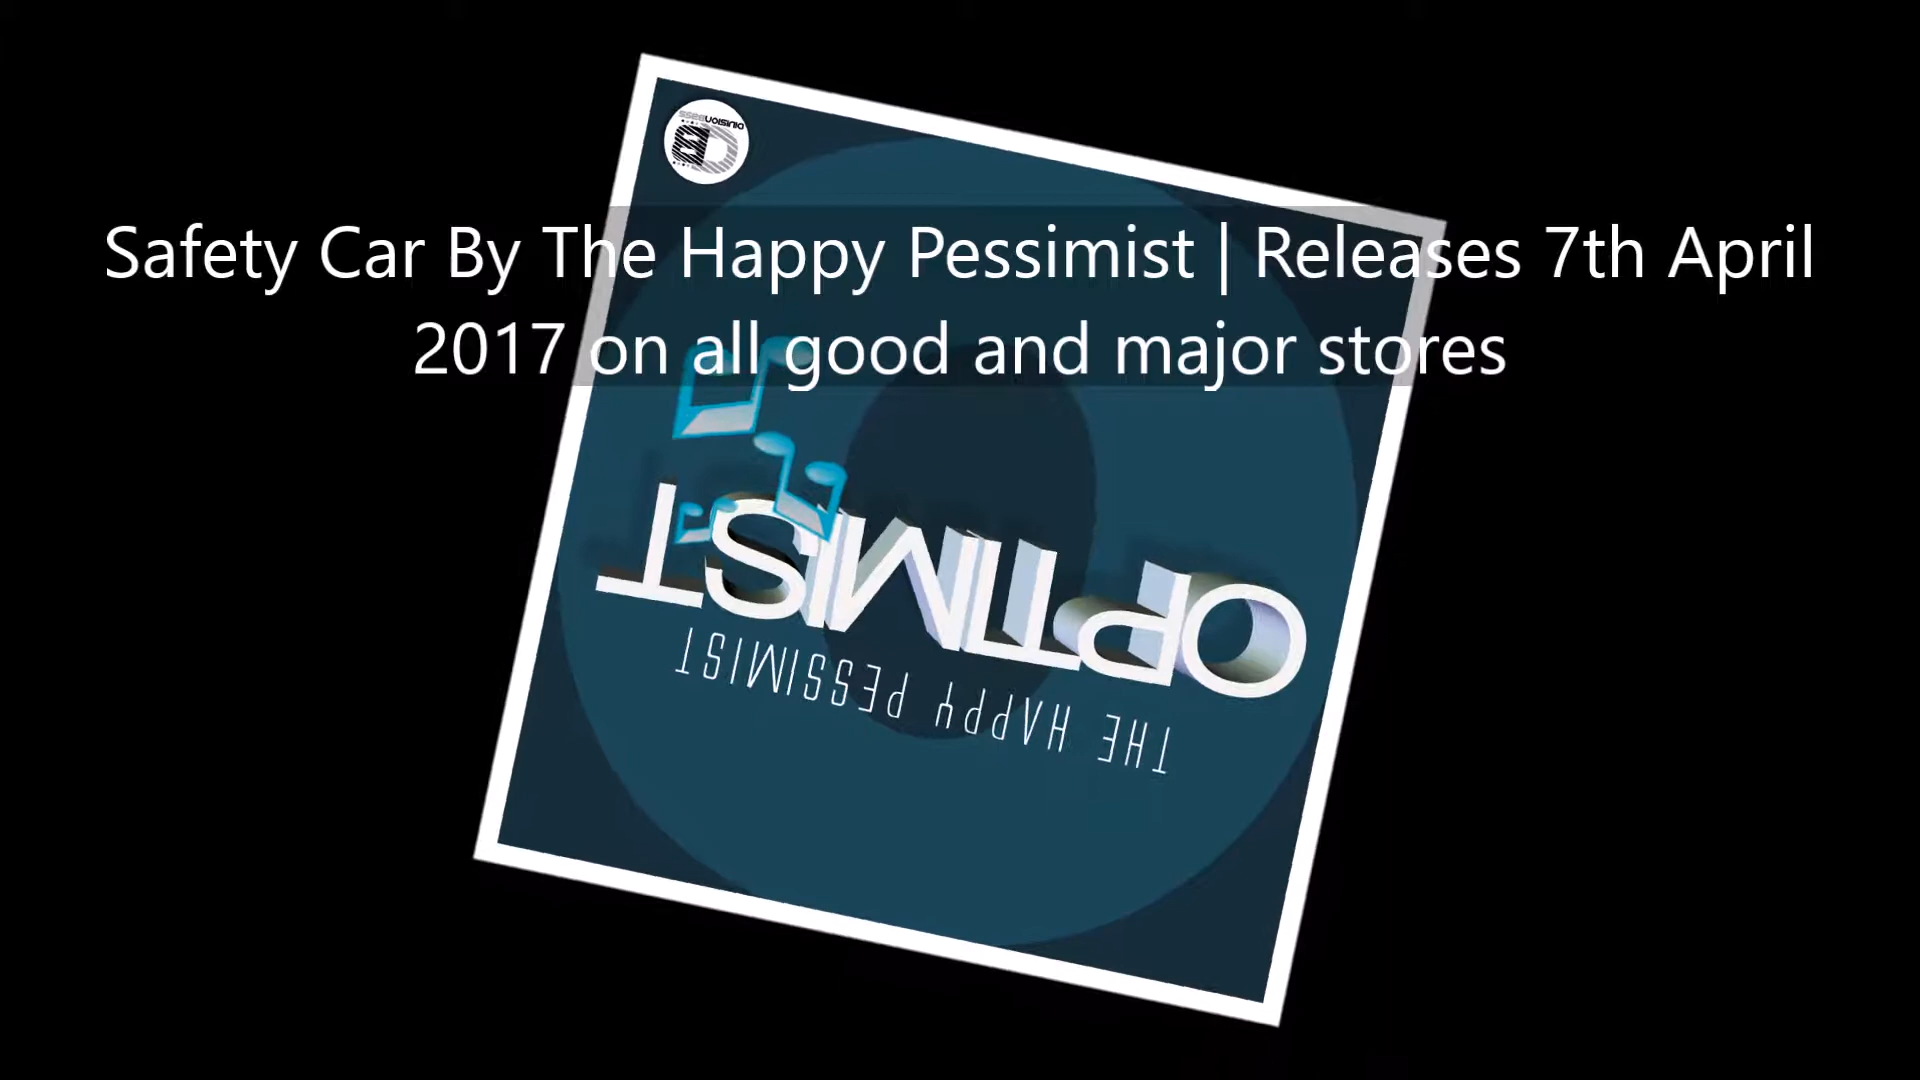 Safety Car By The Happy Pessimist | Releases 7th April
2017 on all good and major stores
DIVISIONBASS
OPTIMIST
THE HAPPY PESSIMIST